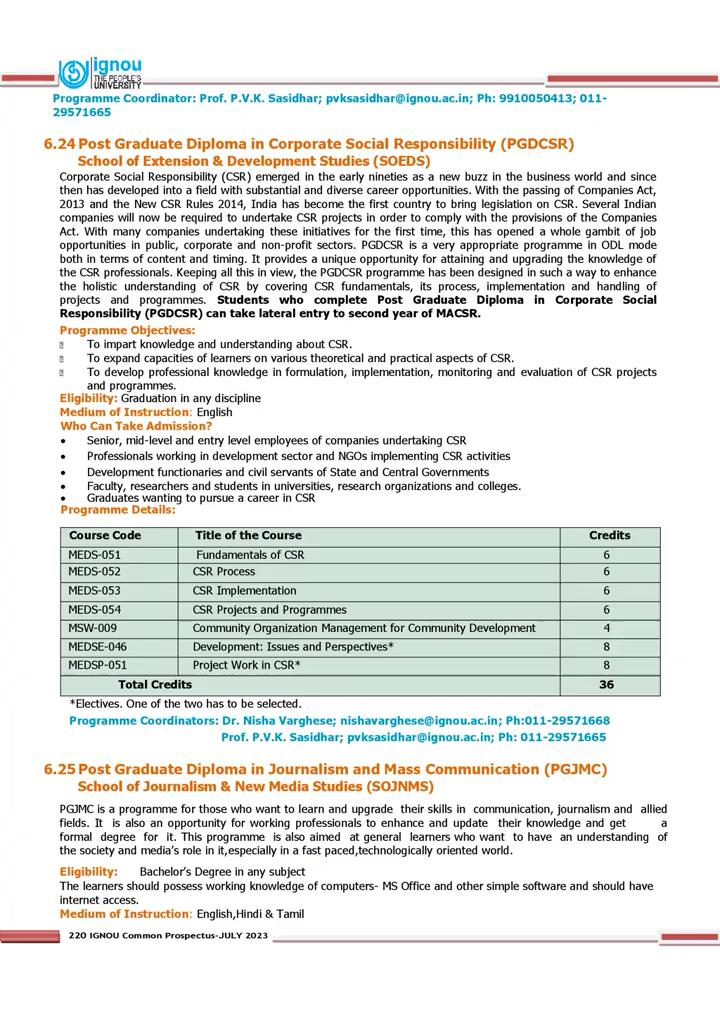 ignou
THE PEOPLE'S
UNIVERSITY
Programme Coordinator: Prof. P.V.K. Sasidhar; pvksasidhar@ignou.ac.in; Ph: 9910050413; 011-
29571665
6.24 Post Graduate Diploma in Corporate Social Responsibility (PGDCSR)
School of Extension & Development Studies (SOEDS)
Corporate Social Responsibility (CSR) emerged in the early nineties as a new buzz in the business world and since
then has developed into a field with substantial and diverse career opportunities. With the passing of Companies Act,
2013 and the New CSR Rules 2014, India has become the first country to bring legislation on CSR. Several Indian
companies will now be required to undertake CSR projects in order to comply with the provisions of the Companies
Act. With many companies undertaking these initiatives for the first time, this has opened a whole gambit of job
opportunities in public, corporate and non-profit sectors. PGDCSR is a very appropriate programme in ODL mode
both in terms of content and timing. It provides a unique opportunity for attaining and upgrading the knowledge of
the CSR professionals. Keeping all this in view, the PGDCSR programme has been designed in such a way to enhance
the holistic understanding of CSR by covering CSR fundamentals, its process, implementation and handling of
projects and programmes. Students who complete Post Graduate Diploma in Corporate Social
Responsibility (PGDCSR) can take lateral entry to second year of MACSR.
Programme Objectives:
To impart knowledge and understanding about CSR.
To expand capacities of learners on various theoretical and practical aspects of CSR.
To develop professional knowledge in formulation, implementation, monitoring and evaluation of CSR projects
and programmes.
Eligibility: Graduation in any discipline
Medium of Instruction: English
Who Can Take Admission?
• Senior, mid-level and entry level employees of companies undertaking CSR
• Professionals working in development sector and NGOs implementing CSR activities
• Development functionaries and civil servants of State and Central Governments
• Faculty, researchers and students in universities, research organizations and colleges.
• Graduates wanting to pursue a career in CSR
Programme Details:
Course Code Title of the Course Credits
MEDS-051 Fundamentals of CSR 6
MEDS-052 CSR Process 6
MEDS-053 CSR Implementation 6
MEDS-054 CSR Projects and Programmes 6
MSW-009 Community Organization Management for Community Development 4
MEDSE-046 Development: Issues and Perspectives* 8
MEDSP-051 Project Work in CSR* 8
Total Credits 36
*Electives. One of the two has to be selected.
Programme Coordinators: Dr. Nisha Varghese; nishavarghese@ignou.ac.in; Ph:011-29571668
Prof. P.V.K. Sasidhar; pvksasidhar@ignou.ac.in; Ph: 011-29571665
6.25 Post Graduate Diploma in Journalism and Mass Communication (PGJMC)
School of Journalism & New Media Studies (SOJNMS)
PGJMC is a programme for those who want to learn and upgrade their skills in communication, journalism and allied
fields. It is also an opportunity for working professionals to enhance and update their knowledge and get a
formal degree for it. This programme is also aimed at general learners who want to have an understanding of
the society and media's role in it,especially in a fast paced,technologically oriented world.
Eligibility: Bachelor's Degree in any subject
The learners should possess working knowledge of computers- MS Office and other simple software and should have
internet access.
Medium of Instruction: English,Hindi & Tamil
220 IGNOU Common Prospectus-JULY 2023